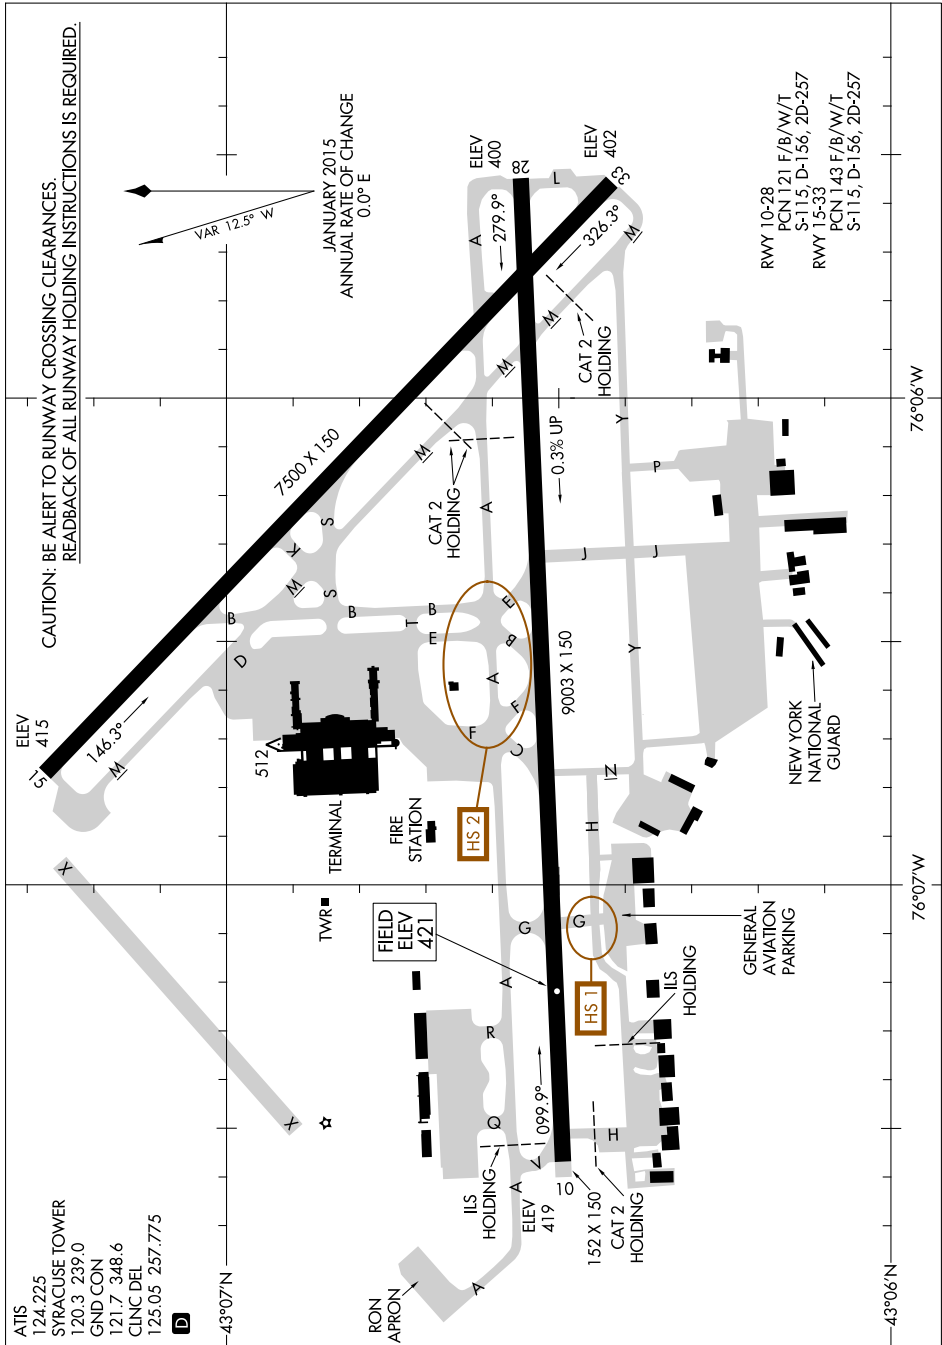 CAUTION: BE ALERT TO RUNWAY CROSSING CLEARANCES.
READBACK OF ALL RUNWAY HOLDING INSTRUCTIONS IS REQUIRED.
ATIS
124.225
SYRACUSE TOWER
120.3 239.0
GND CON
121.7 348.6
CLNC DEL
125.05 257.775
D
VAR 12.5° W
JANUARY 2015
ANNUAL RATE OF CHANGE
0.0° E
43°07'N
43°06'N
76°07'W
76°06'W
RWY 10-28
PCN 121 F/B/W/T
S-115, D-156, 2D-257
RWY 15-33
PCN 143 F/B/W/T
S-115, D-156, 2D-257
ELEV
415
15
146.3°
M
D
B
K
S
M
S
B
7500 X 150
512
TERMINAL
FIRE
STATION
TWR
X
X
FIELD
ELEV
421
HS 2
T
B
E
E
B
A
F
F
C
CAT 2
HOLDING
M
A
M
M
A
279.9°
ELEV
400
28
L
ELEV
402
33
326.3°
M
CAT 2
HOLDING
0.3% UP
9003 X 150
Y
P
J
J
Y
N
H
G
G
HS 1
A
R
Q
099.9°
ILS
HOLDING
A
V
ELEV
419
10
152 X 150
CAT 2
HOLDING
H
ILS
HOLDING
GENERAL
AVIATION
PARKING
NEW YORK
NATIONAL
GUARD
RON
APRON
A